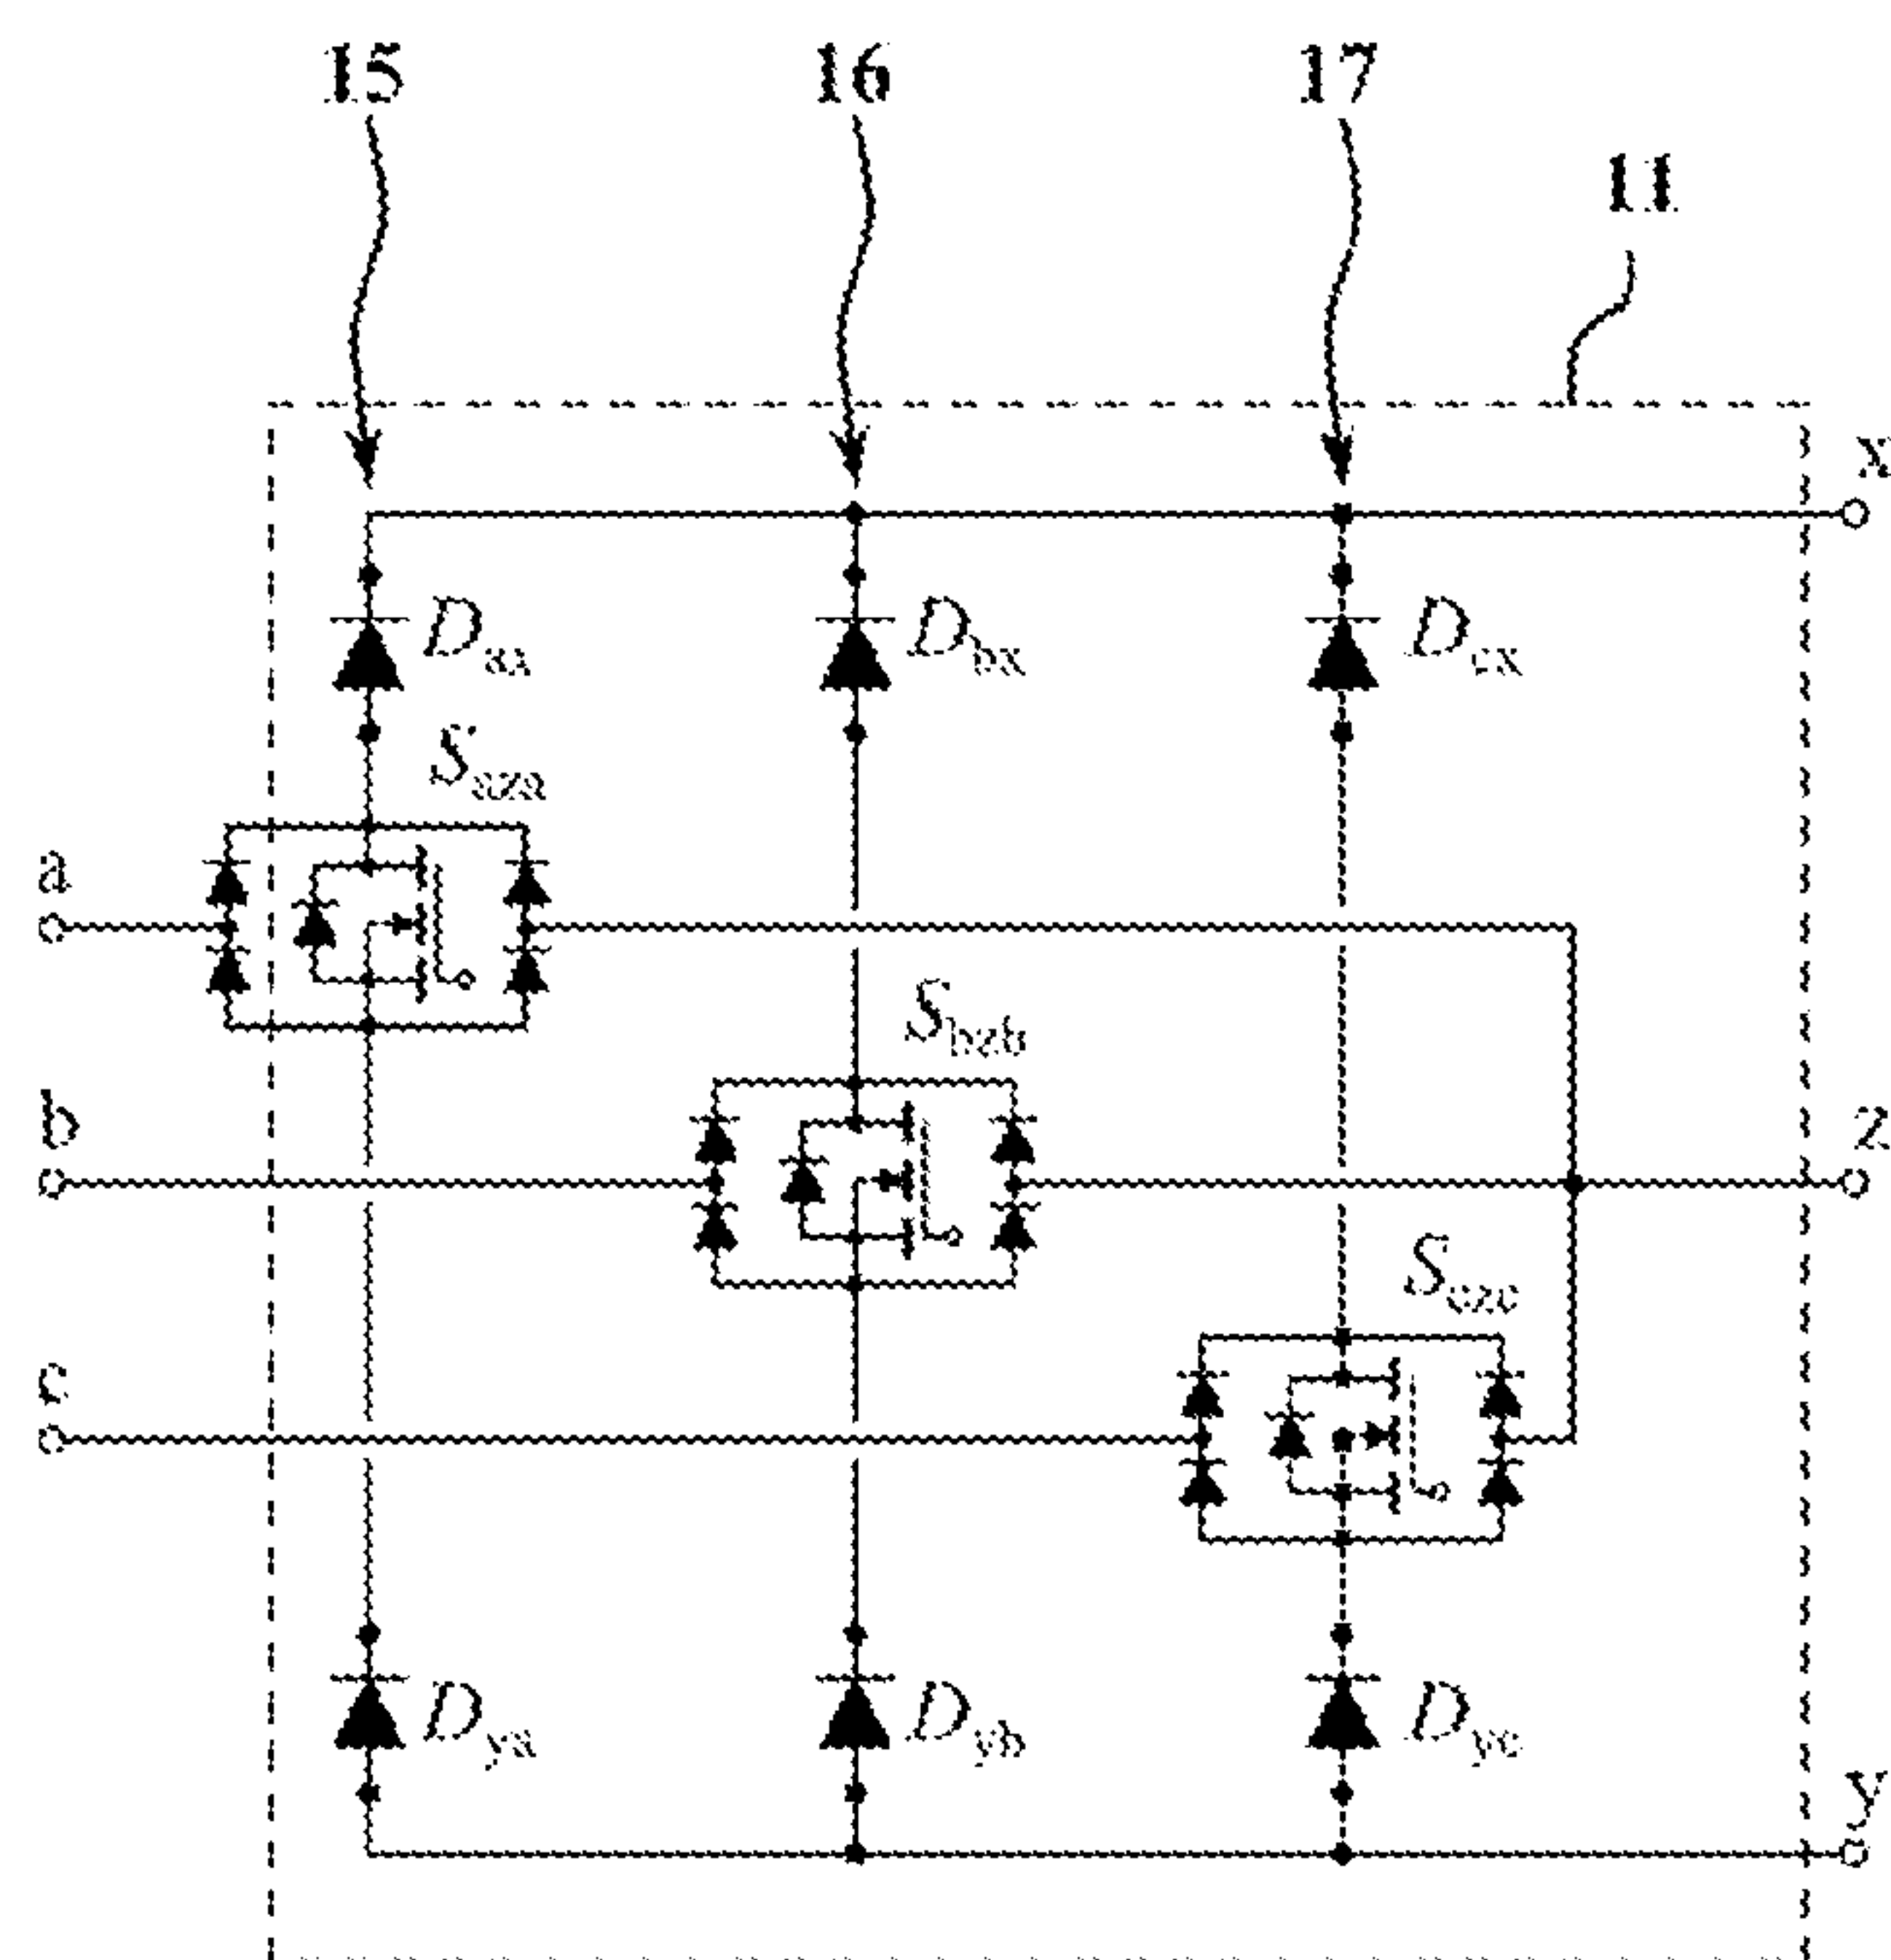 15 16 17
11
x
D_ax D_bx D_cx
S_aza
a
S_bzb
b z
S_czc
c
D_ya D_yb D_yc
y